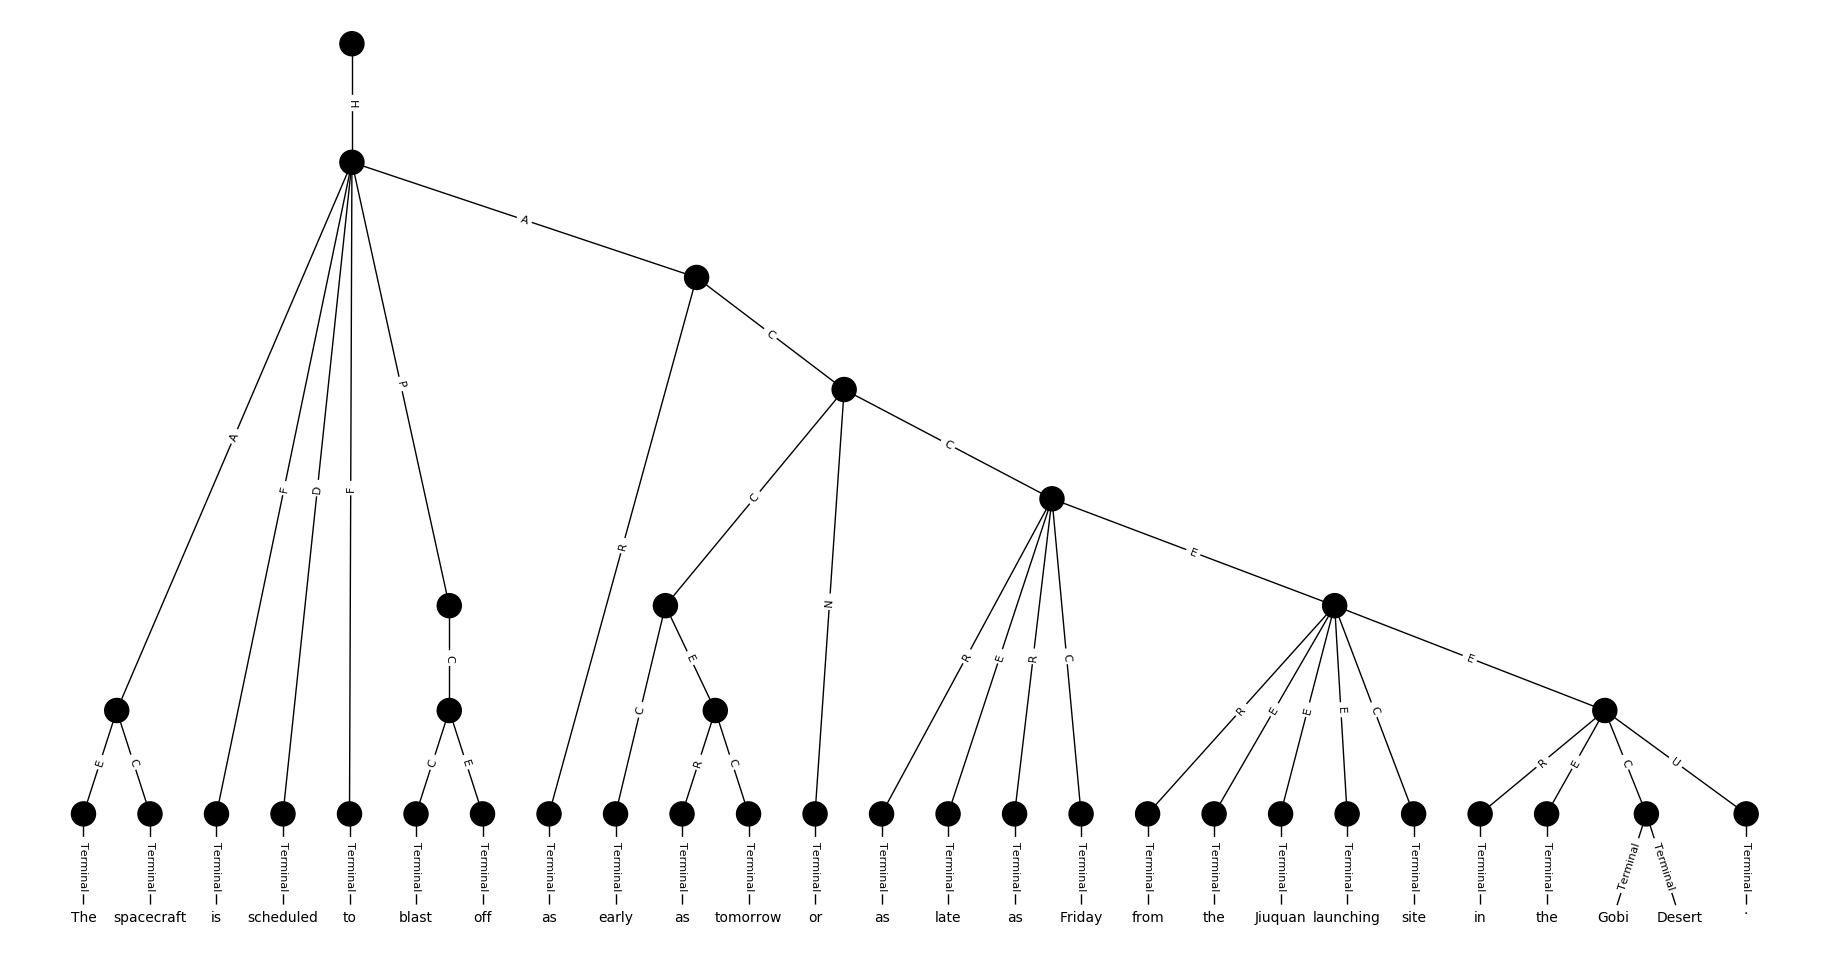 H
A
C
C
P
A
C
F
D
F
R
E
N
E
C
E
R
E
R
C
E
C
R
E
E
E
C
E
C
C
E
R
C
R
E
C
U
Terminal Terminal Terminal Terminal Terminal Terminal Terminal Terminal Terminal Terminal Terminal Terminal Terminal Terminal Terminal Terminal Terminal Terminal Terminal Terminal Terminal Terminal Terminal Terminal Terminal Terminal
The spacecraft is scheduled to blast off as early as tomorrow or as late as Friday from the Jiuquan launching site in the Gobi Desert .